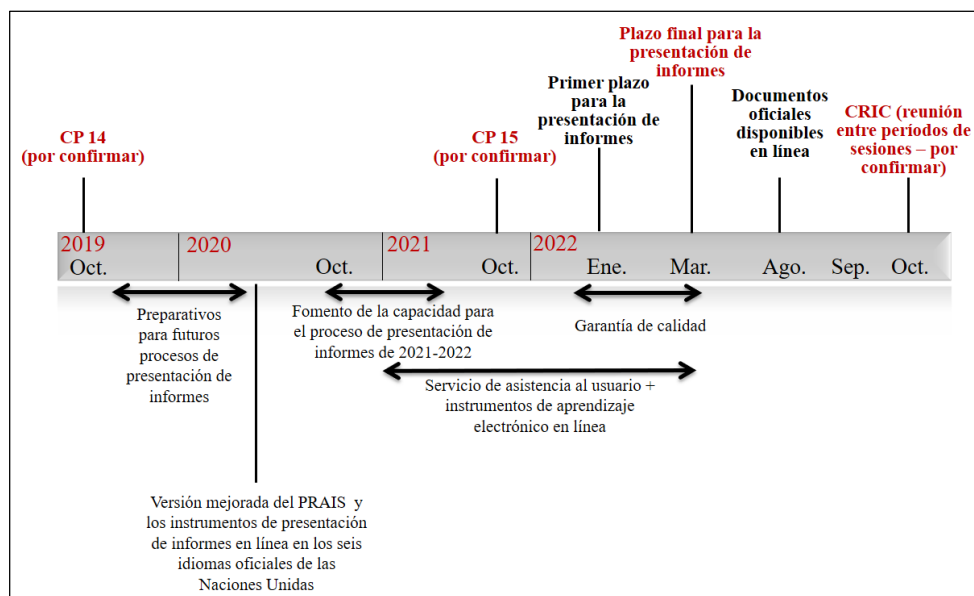 Plazo final para la
presentación de
informes
Primer plazo
para la
presentación de
informes
Documentos
oficiales
disponibles
en línea
CRIC (reunión
entre períodos de
sesiones – por
confirmar)
CP 14
(por confirmar)
CP 15
(por confirmar)
2019
2020
2021
2022
Oct.
Oct.
Oct.
Ene.
Mar.
Ago.
Sep.
Oct.
Preparativos
para futuros
procesos de
presentación de
informes
Fomento de la capacidad para
el proceso de presentación de
informes de 2021-2022
Garantía de calidad
Servicio de asistencia al usuario +
instrumentos de aprendizaje
electrónico en línea
Versión mejorada del PRAIS y
los instrumentos de presentación
de informes en línea en los seis
idiomas oficiales de las
Naciones Unidas